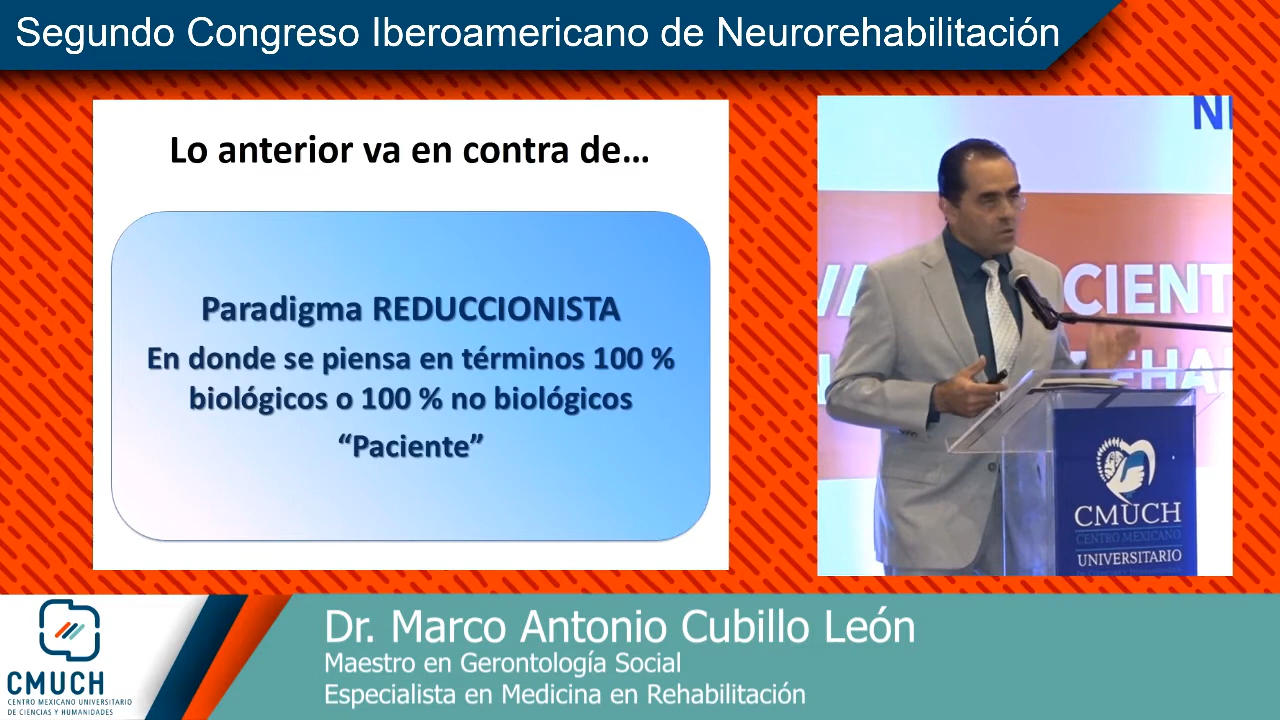 Segundo Congreso Iberoamericano de Neurorehabilitación
Lo anterior va en contra de...
Paradigma REDUCCIONISTA
En donde se piensa en términos 100 %
biológicos o 100 % no biológicos
“Paciente”
CMUCH
CENTRO MEXICANO
UNIVERSITARIO
Dr. Marco Antonio Cubillo León
Maestro en Gerontología Social
Especialista en Medicina en Rehabilitación
CMUCH
CENTRO MEXICANO UNIVERSITARIO
DE CIENCIAS Y HUMANIDADES